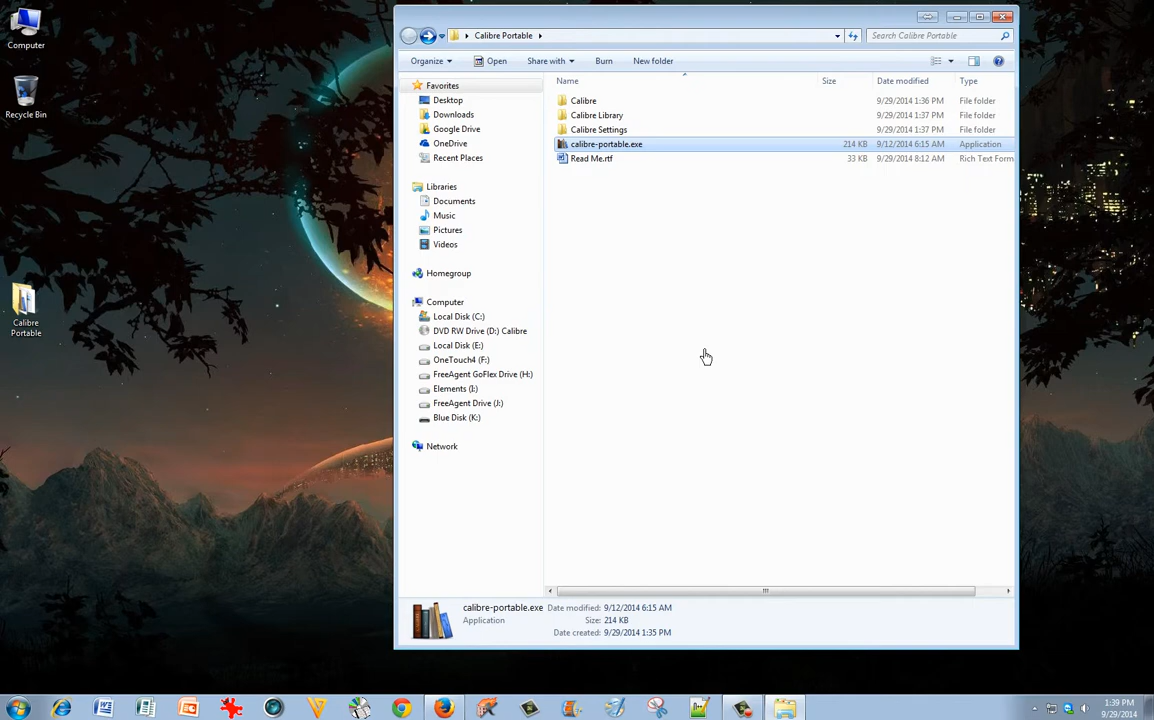 Computer
Recycle Bin
Calibre
Portable
Calibre Portable
Search Calibre Portable
Organize
Open
Share with
Burn
New folder
Name
Size
Date modified
Type
Favorites
Desktop
Downloads
Google Drive
OneDrive
Recent Places
Libraries
Documents
Music
Pictures
Videos
Homegroup
Computer
Local Disk (C:)
DVD RW Drive (D:) Calibre
Local Disk (E:)
OneTouch4 (F:)
FreeAgent GoFlex Drive (H:)
Elements (I:)
FreeAgent Drive (J:)
Blue Disk (K:)
Network
Calibre 9/29/2014 1:36 PM File folder
Calibre Library 9/29/2014 1:37 PM File folder
Calibre Settings 9/29/2014 1:37 PM File folder
calibre-portable.exe 214 KB 9/12/2014 6:15 AM Application
Read Me.rtf 33 KB 9/29/2014 8:12 AM Rich Text Form
calibre-portable.exe Date modified: 9/12/2014 6:15 AM
Application Size: 214 KB
Date created: 9/29/2014 1:35 PM
1:39 PM
9/29/2014